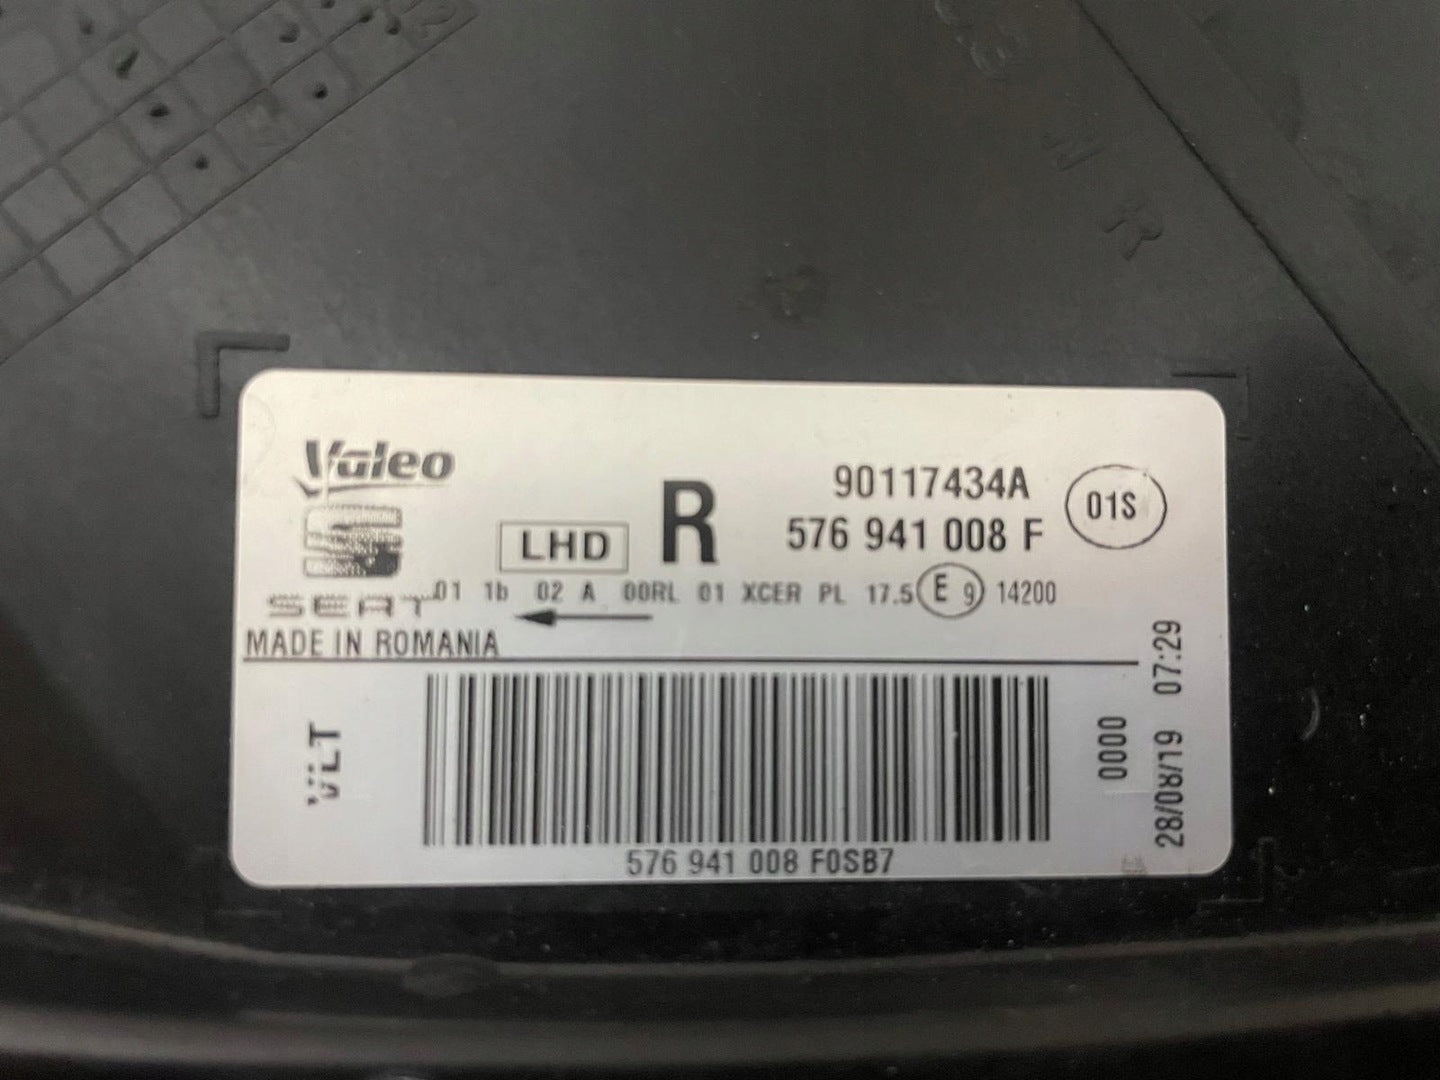 Valeo
SEAT
LHD
R
90117434A
576 941 008 F
01S
01 1b 02 A 00RL 01 XCER PL 17.5 E 9 14200
MADE IN ROMANIA
VLT
576 941 008 F0SB7
0000
28/08/19 07:29